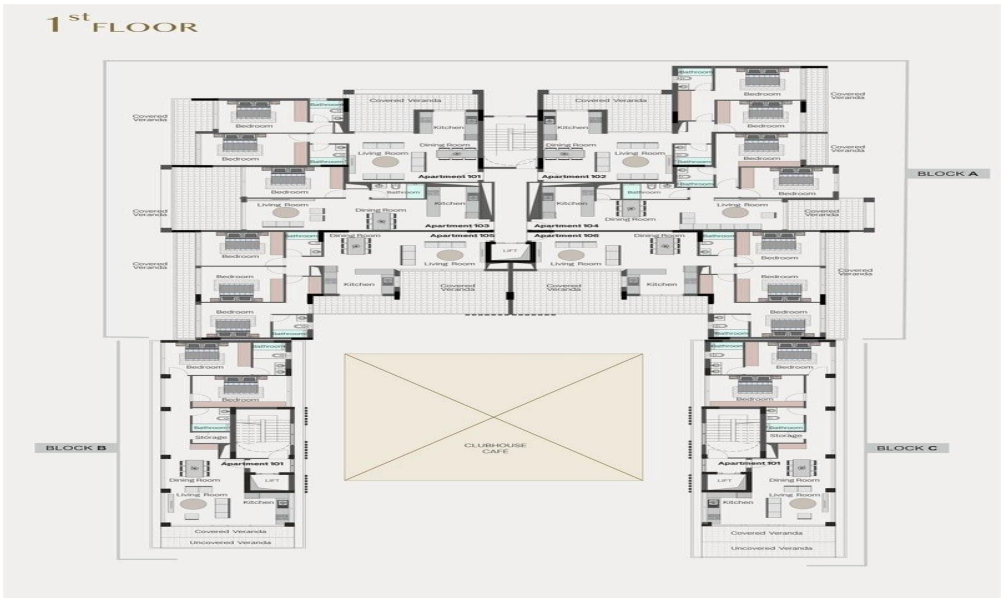 1st FLOOR
Bathroom
Bedroom
Covered Veranda
Covered Veranda
Bathroom
Kitchen
Kitchen
Bedroom
Covered
Veranda
Covered
Veranda
Bedroom
Dining Room
Dining Room
Living Room
Living Room
Bathroom
Bedroom
Covered
Veranda
Bedroom
Bathroom
Bathroom
Apartment 101
Apartment 102
Bathroom
BLOCK A
Bedroom
Bedroom
Bathroom
Bathroom
Living Room
Kitchen
Kitchen
Living Room
Covered
Veranda
Dining Room
Dining Room
Covered
Veranda
Apartment 103
Apartment 104
Bedroom
Bathroom
Dining Room
Apartment 105
Apartment 106
Dining Room
Bathroom
Bedroom
LIFT
Living Room
Living Room
Covered
Veranda
Covered
Veranda
Bedroom
Kitchen
Covered
Veranda
Covered
Veranda
Kitchen
Bedroom
Bedroom
Bathroom
Bathroom
Bedroom
Bathroom
Bedroom
Bathroom
Bedroom
Bedroom
Bedroom
Bathroom
Storage
Bathroom
Storage
BLOCK B
CLUBHOUSE
CAFE
BLOCK C
Apartment 101
Apartment 101
Dining Room
LIFT
LIFT
Dining Room
Living Room
Kitchen
Kitchen
Living Room
Covered Veranda
Uncovered Veranda
Covered Veranda
Uncovered Veranda